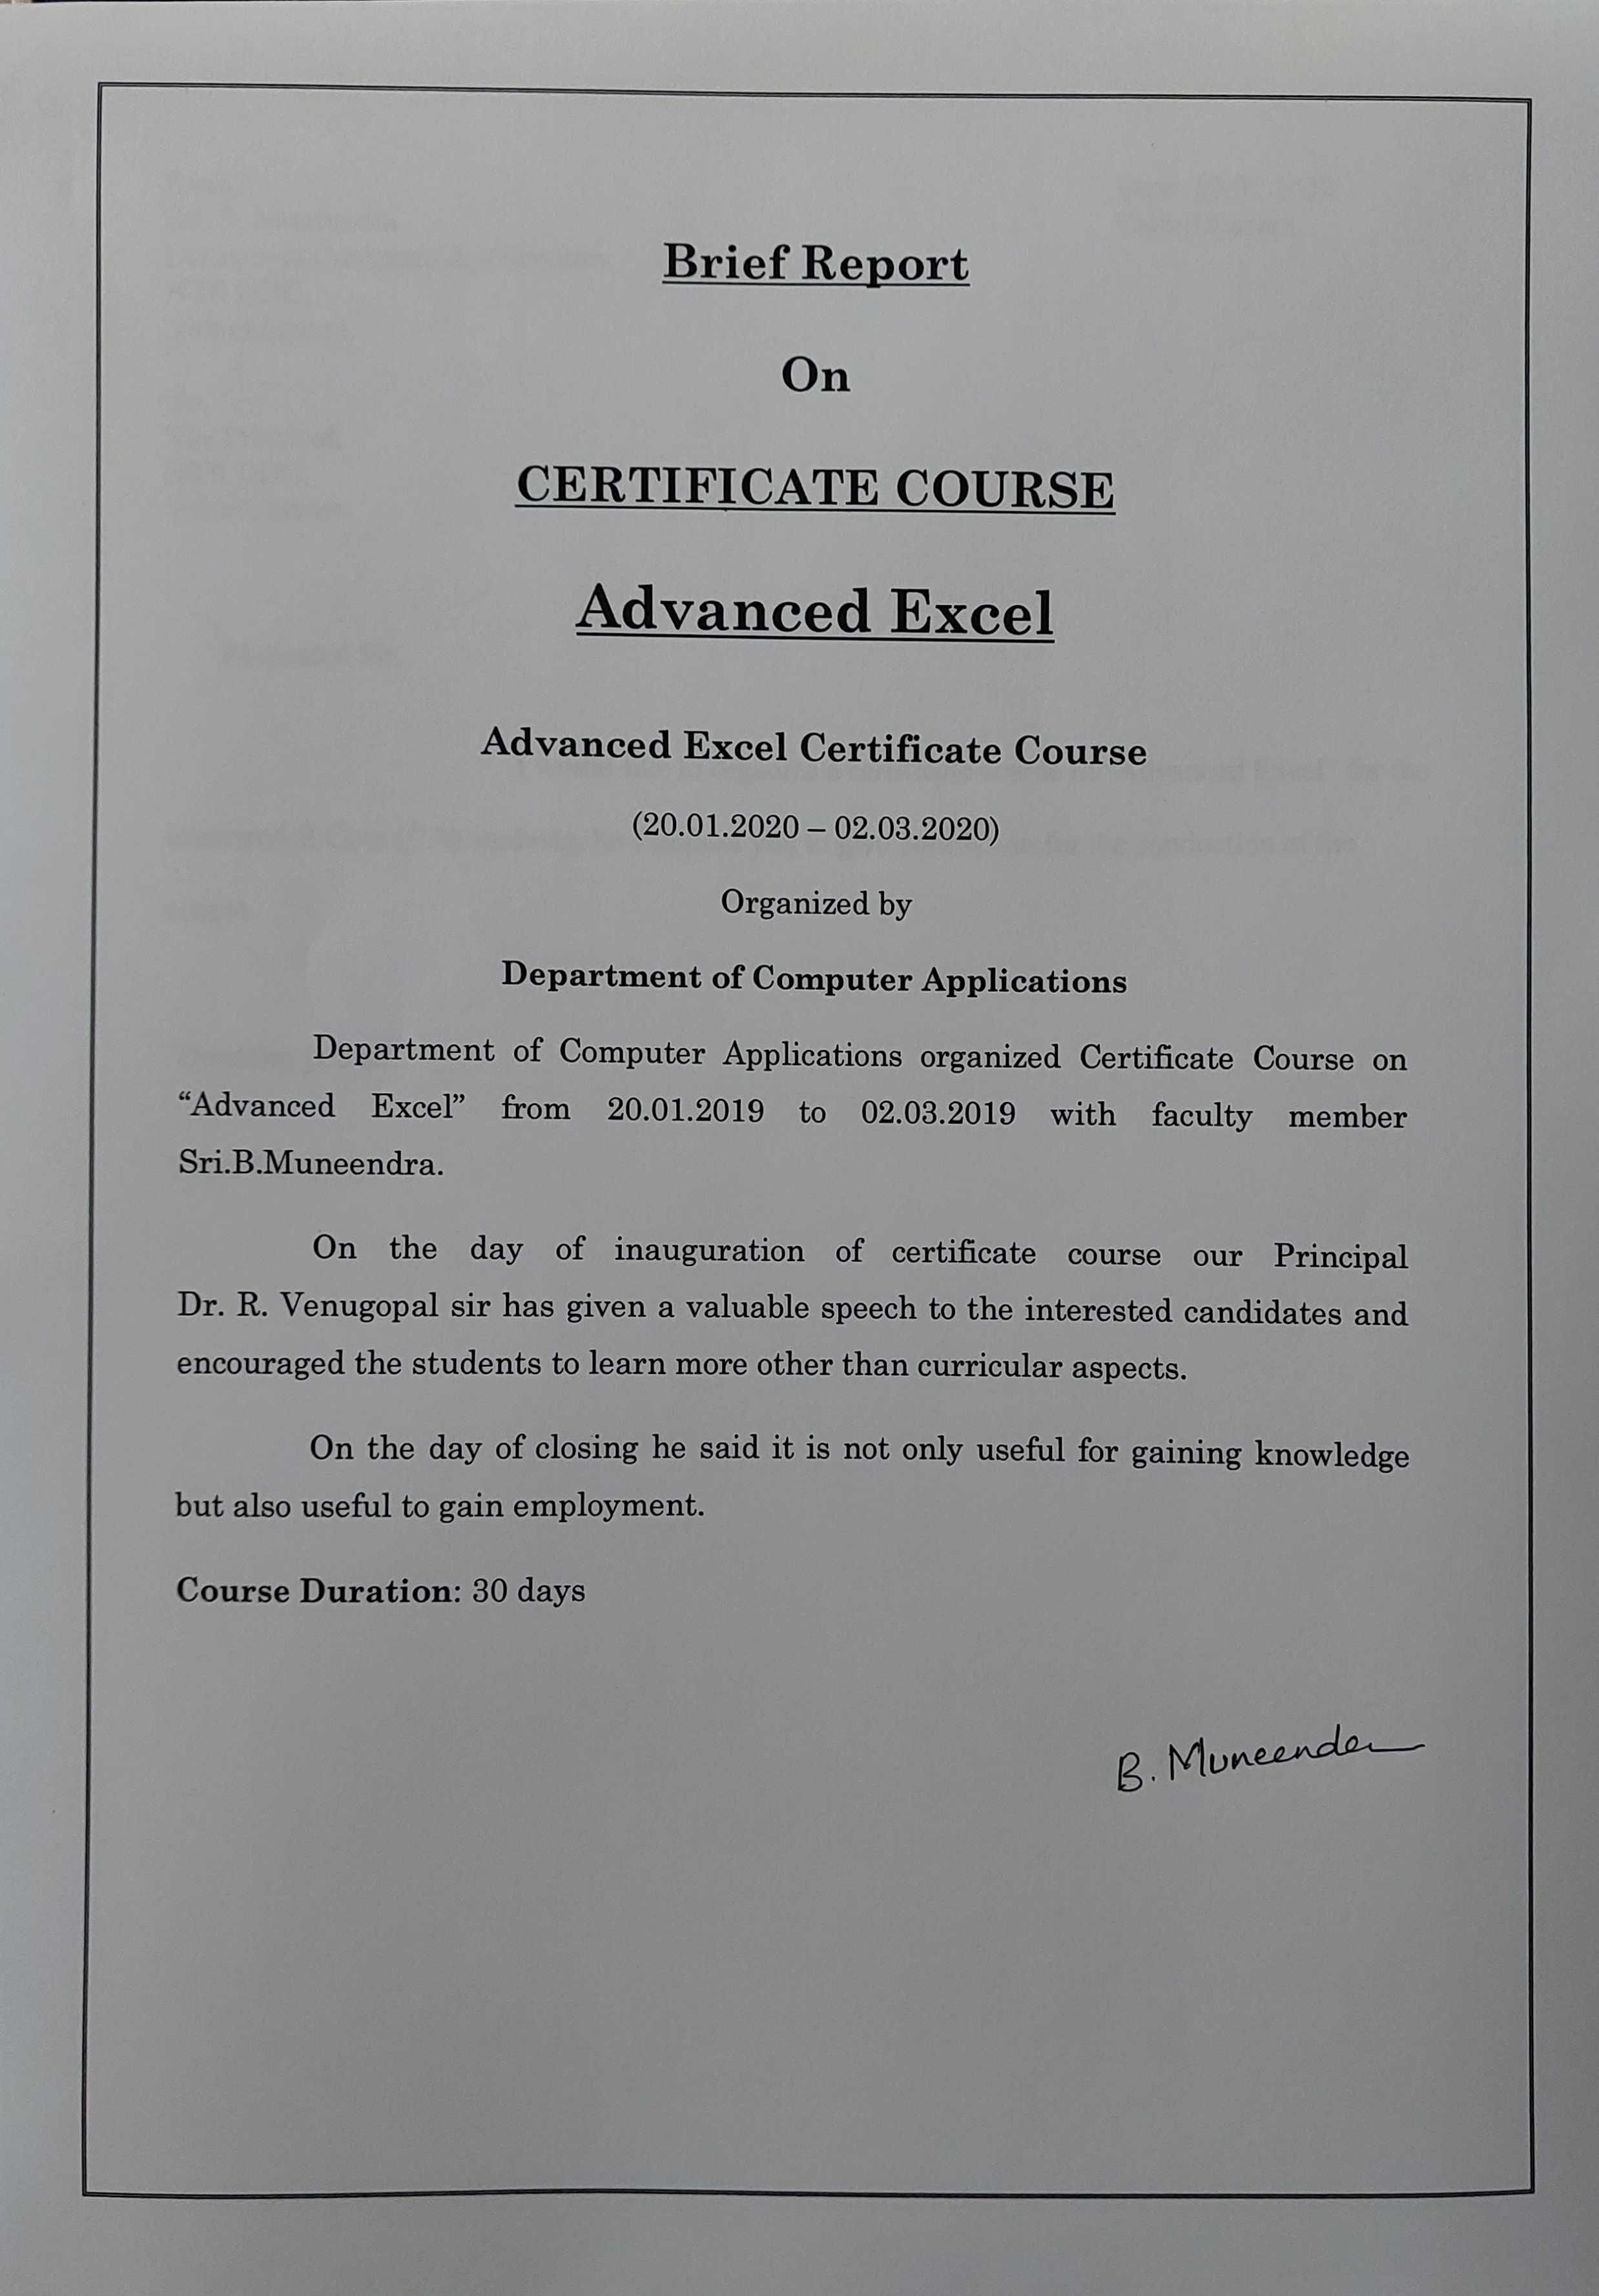 Brief Report
On
CERTIFICATE COURSE
Advanced Excel
Advanced Excel Certificate Course
(20.01.2020 – 02.03.2020)
Organized by
Department of Computer Applications
Department of Computer Applications organized Certificate Course on
“Advanced Excel” from 20.01.2019 to 02.03.2019 with faculty member
Sri.B.Muneendra.
On the day of inauguration of certificate course our Principal
Dr. R. Venugopal sir has given a valuable speech to the interested candidates and
encouraged the students to learn more other than curricular aspects.
On the day of closing he said it is not only useful for gaining knowledge
but also useful to gain employment.
Course Duration: 30 days
B. Muneendra